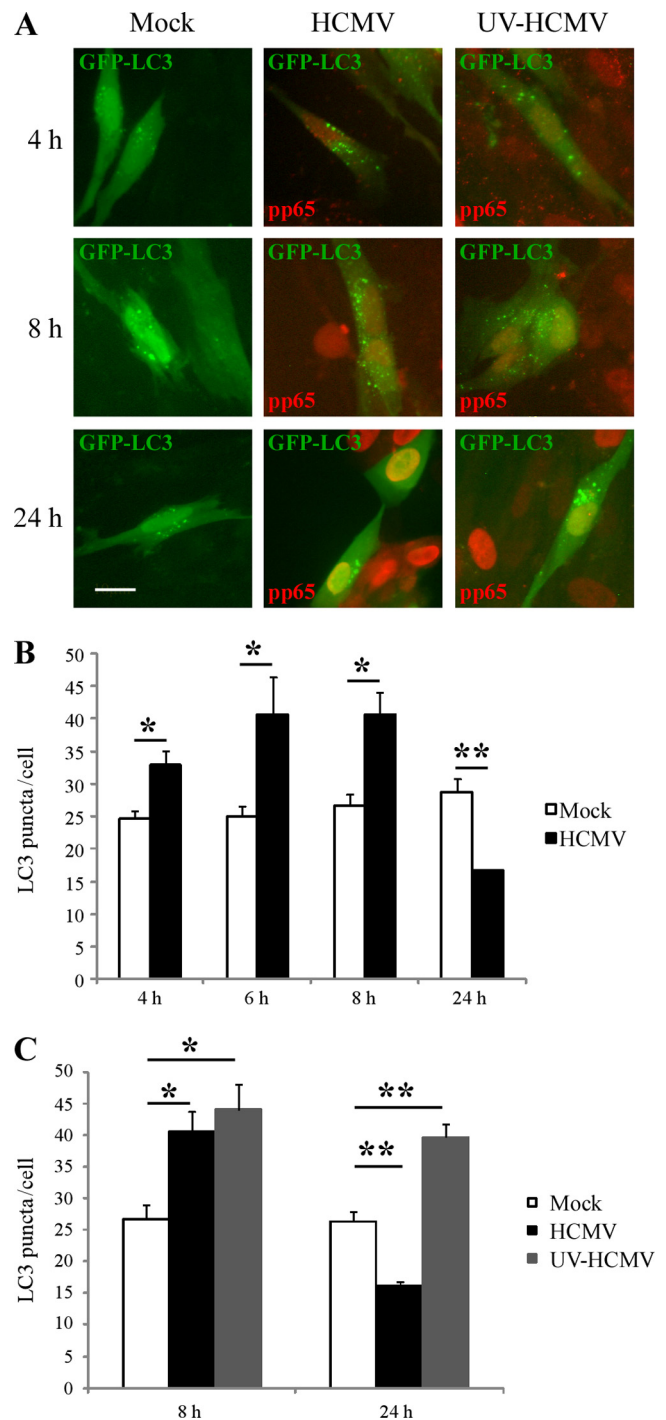 A
Mock HCMV UV-HCMV
4 h
GFP-LC3
GFP-LC3
pp65
GFP-LC3
pp65
8 h
GFP-LC3
GFP-LC3
pp65
GFP-LC3
pp65
24 h
GFP-LC3
GFP-LC3
pp65
GFP-LC3
pp65
B
LC3 puncta/cell
50
45
40
35
30
25
20
15
10
5
0
* * * **
4 h 6 h 8 h 24 h
Mock
HCMV
C
LC3 puncta/cell
50
45
40
35
30
25
20
15
10
5
0
*
*
**
**
8 h 24 h
Mock
HCMV
UV-HCMV